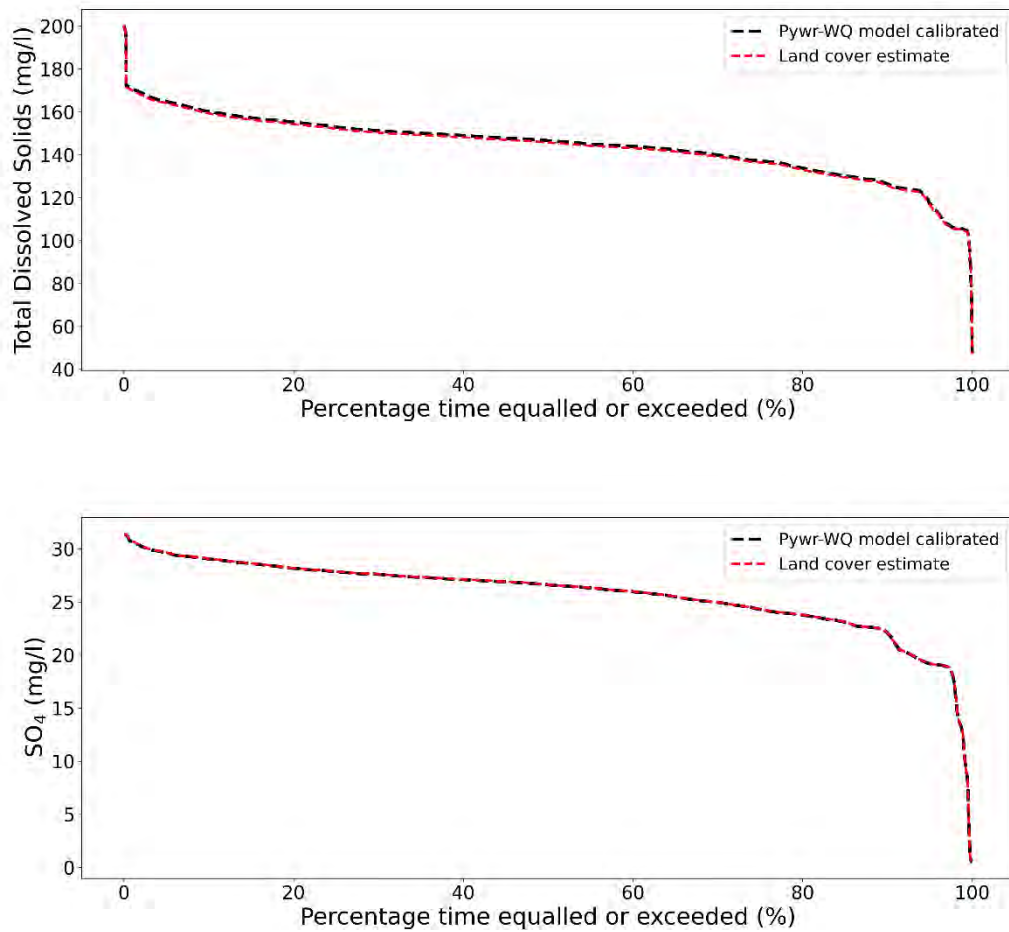 200
180
160
140
120
100
80
60
40
Total Dissolved Solids (mg/l)
Pywr-WQ model calibrated
Land cover estimate
0 20 40 60 80 100
Percentage time equalled or exceeded (%)
30
25
20
15
10
5
0
SO₄ (mg/l)
Pywr-WQ model calibrated
Land cover estimate
0 20 40 60 80 100
Percentage time equalled or exceeded (%)